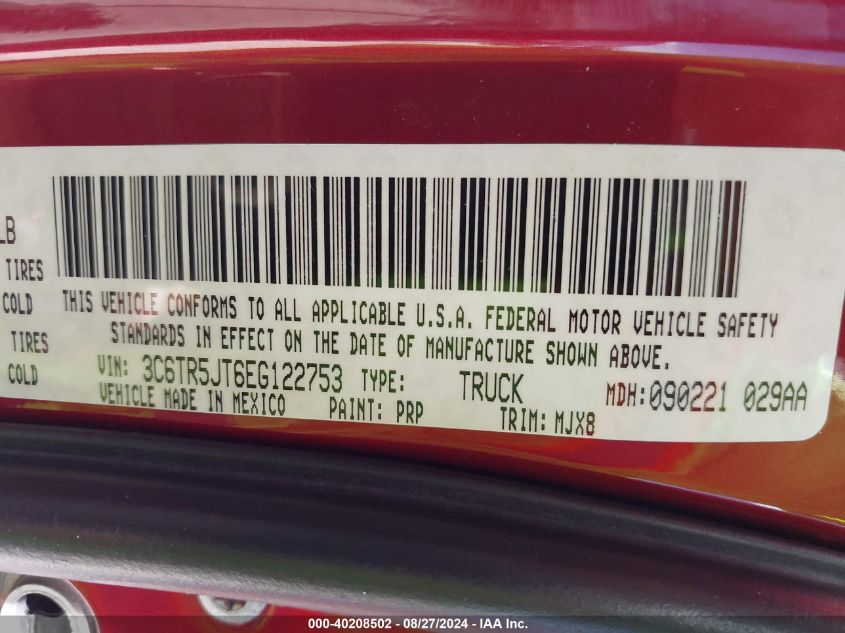 LB
TIRES
COLD
TIRES
COLD
THIS VEHICLE CONFORMS TO ALL APPLICABLE U.S.A. FEDERAL MOTOR VEHICLE SAFETY
STANDARDS IN EFFECT ON THE DATE OF MANUFACTURE SHOWN ABOVE.
VIN: 3C6TR5JT6EG122753 TYPE: TRUCK MDH:090221 029AA
VEHICLE MADE IN MEXICO PAINT: PRP TRIM: MJX8
000-40208502 - 08/27/2024 - IAA Inc.